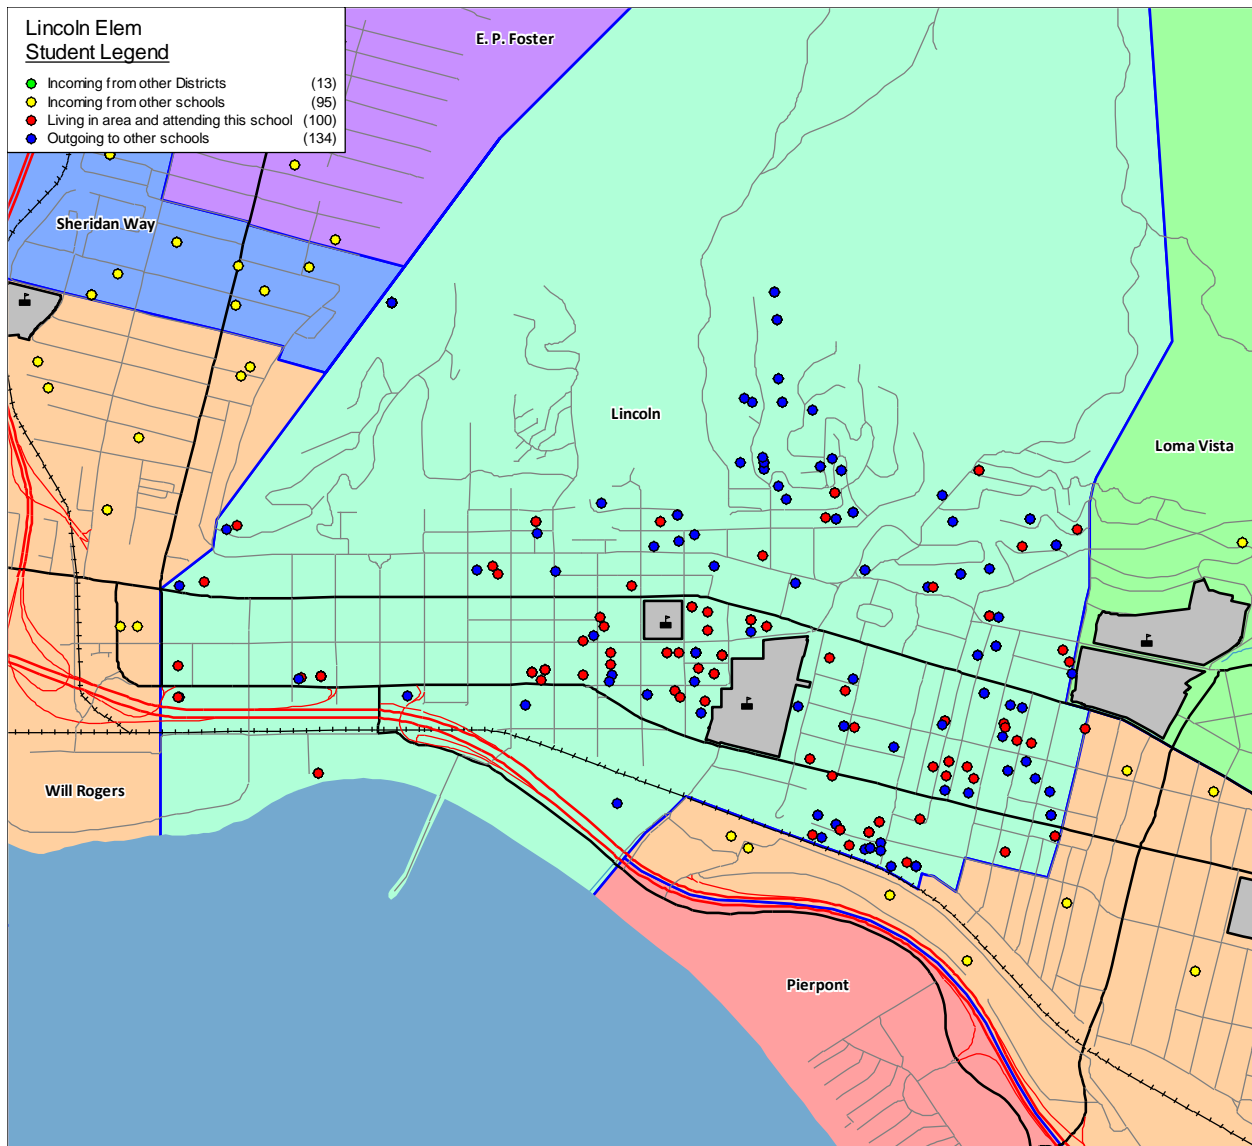 Lincoln Elem
Student Legend
Incoming from other Districts (13)
Incoming from other schools (95)
Living in area and attending this school (100)
Outgoing to other schools (134)
E. P. Foster
Sheridan Way
Lincoln
Loma Vista
Will Rogers
Pierpont